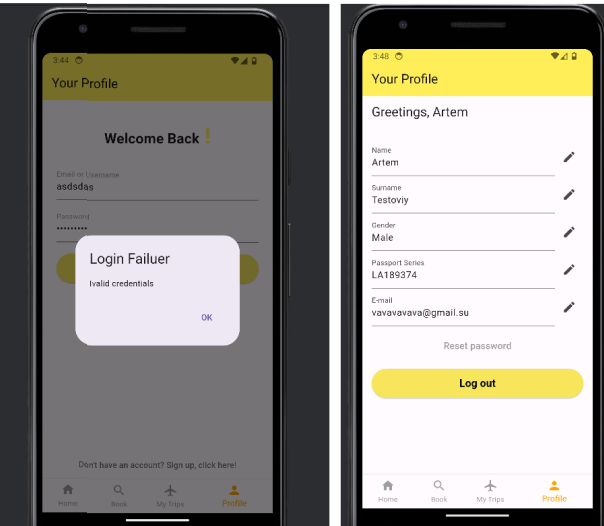 3:44
Your Profile
Welcome Back!
Email or Username
asdsdas
Password
•••••••••
Login Failuer
Ivalid credentials
OK
Don't have an account? Sign up, click here!
Home
Book
My Trips
Profile
3:48
Your Profile
Greetings, Artem
Name
Artem
Surname
Testoviy
Gender
Male
Passport Series
LA189374
E-mail
vavavavava@gmail.su
Reset password
Log out
Home
Book
My Trips
Profile